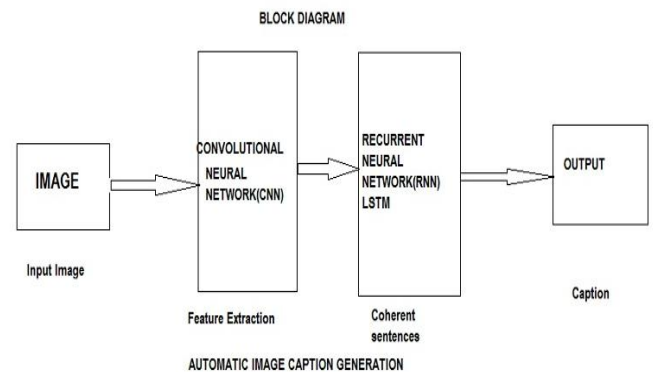 BLOCK DIAGRAM
IMAGE
Input Image
CONVOLUTIONAL
NEURAL
NETWORK(CNN)
Feature Extraction
RECURRENT
NEURAL
NETWORK(RNN)
LSTM
Coherent
sentences
OUTPUT
Caption
AUTOMATIC IMAGE CAPTION GENERATION